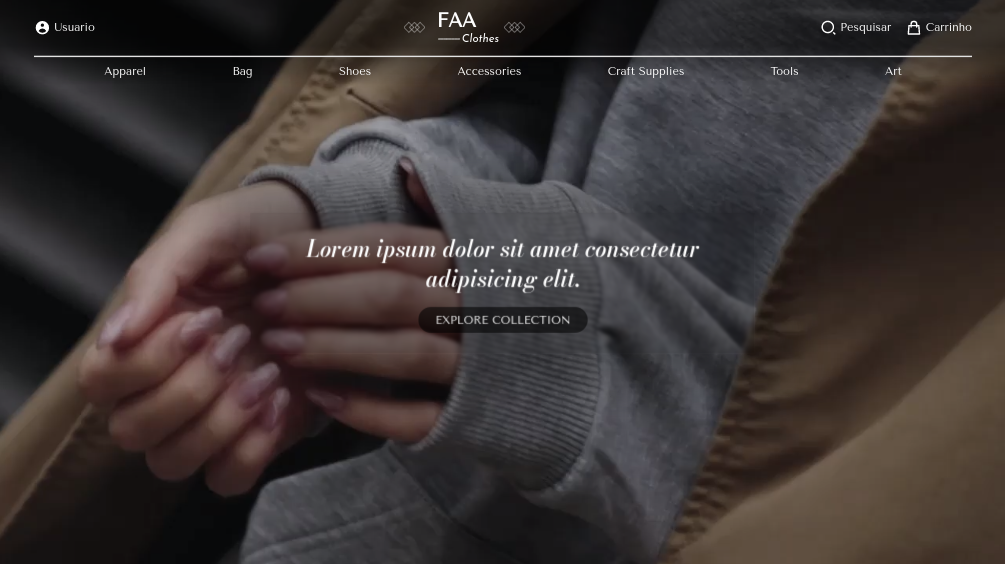 Usuario
FAA
Clothes
Pesquisar
Carrinho
Apparel
Bag
Shoes
Accessories
Craft Supplies
Tools
Art
Lorem ipsum dolor sit amet consectetur
adipisicing elit.
EXPLORE COLLECTION